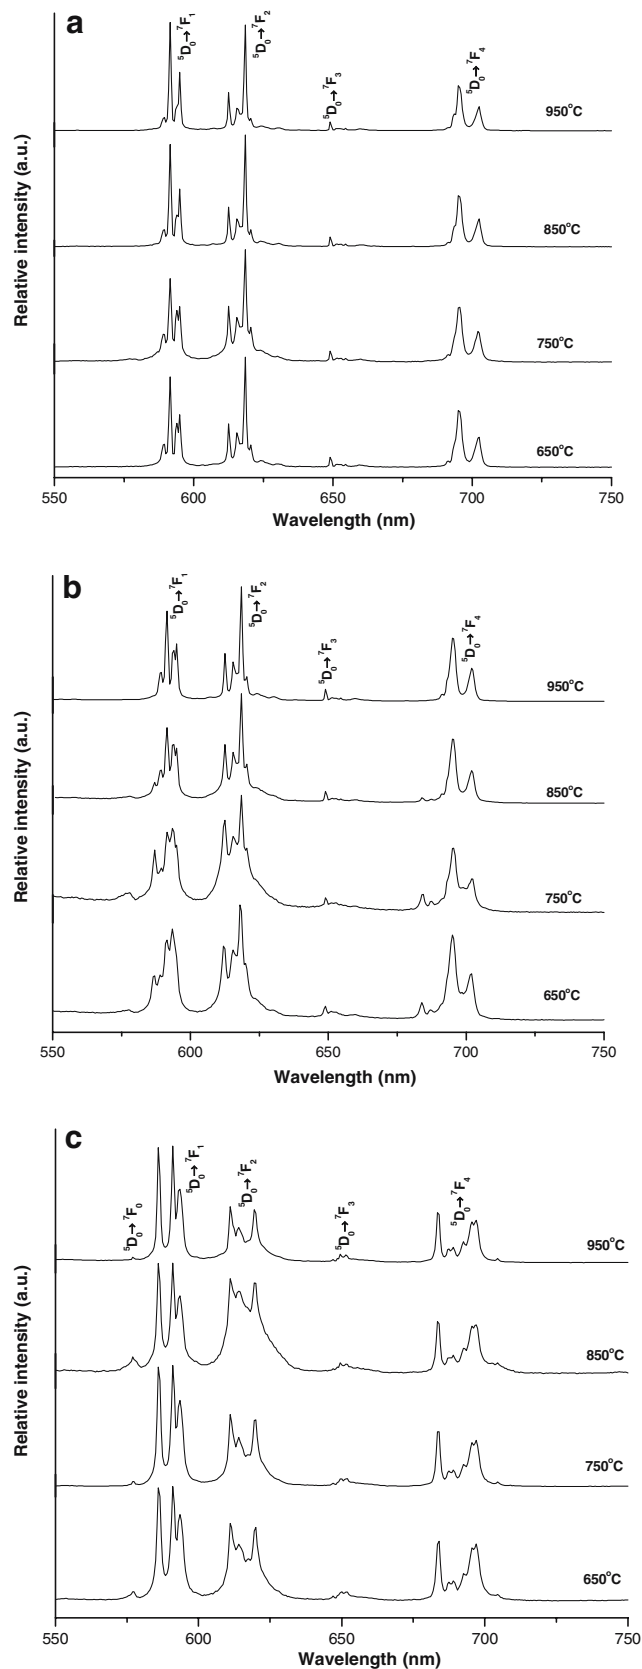 a
⁵D₀→⁷F₁
⁵D₀→⁷F₂
⁵D₀→⁷F₃
⁵D₀→⁷F₄
950°C
850°C
750°C
650°C
Relative intensity (a.u.)
550 600 650 700 750
Wavelength (nm)
b
⁵D₀→⁷F₁
⁵D₀→⁷F₂
⁵D₀→⁷F₃
⁵D₀→⁷F₄
950°C
850°C
750°C
650°C
Relative intensity (a.u.)
550 600 650 700 750
Wavelength (nm)
c
⁵D₀→⁷F₀
⁵D₀→⁷F₁
⁵D₀→⁷F₂
⁵D₀→⁷F₃
⁵D₀→⁷F₄
950°C
850°C
750°C
650°C
Relative intensity (a.u.)
550 600 650 700 750
Wavelength (nm)